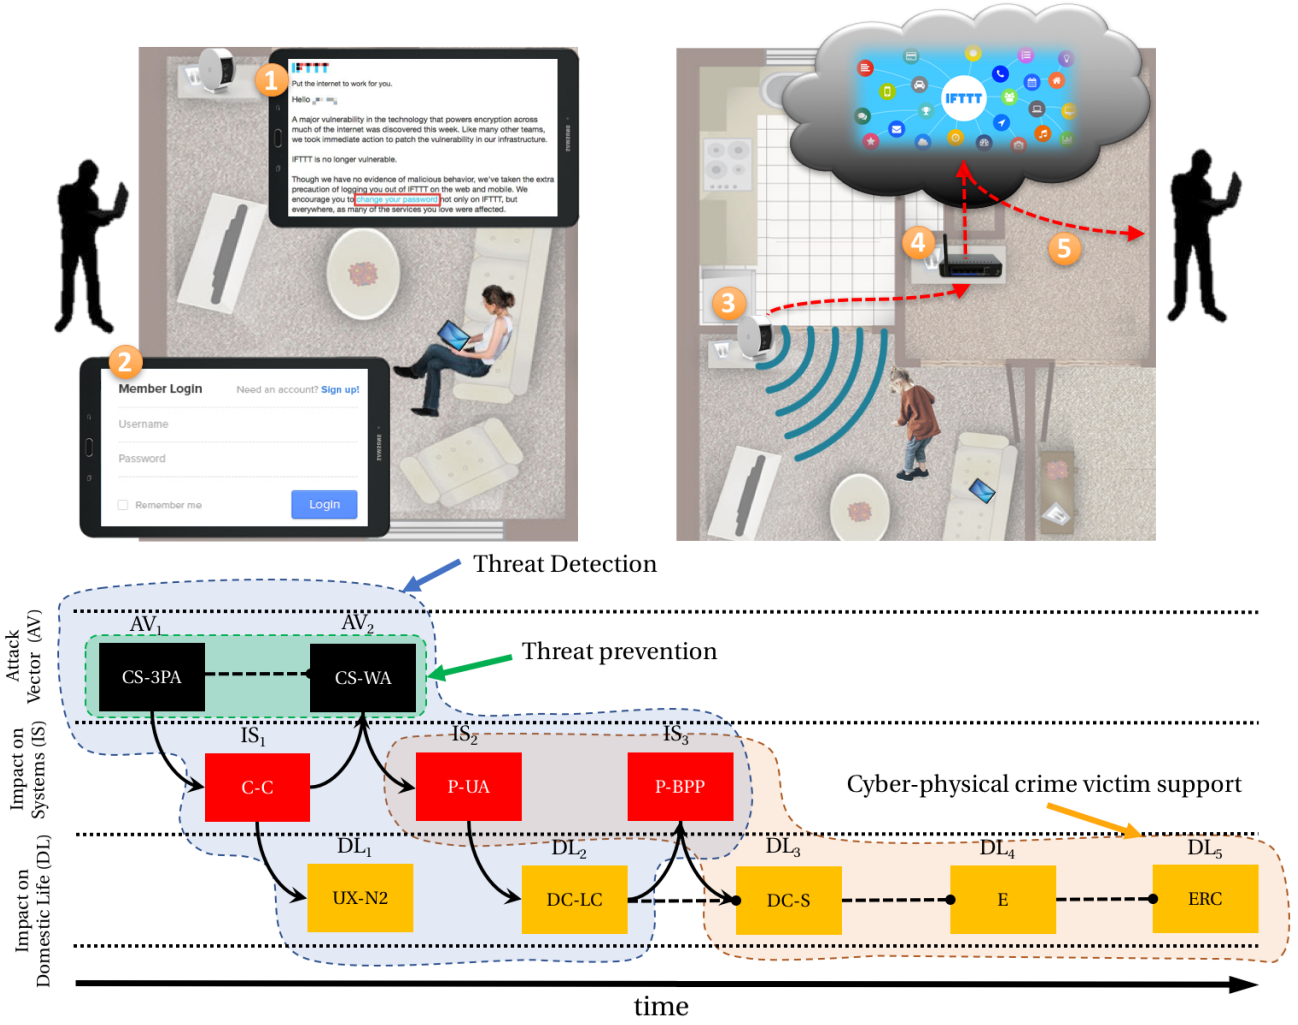 1
IFTTT
Put the internet to work for you.
Hello
A major vulnerability in the technology that powers encryption across
much of the internet was discovered this week. Like many other teams,
we took immediate action to patch the vulnerability in our infrastructure.
IFTTT is no longer vulnerable.
Though we have no evidence of malicious behavior, we've taken the extra
precaution of logging you out of IFTTT on the web and mobile. We
encourage you to change your password not only on IFTTT, but
everywhere, as many of the services you love were affected.
2
Member Login Need an account? Sign up!
Username
Password
Remember me Login
IFTTT
3
4
5
Threat Detection
Threat prevention
Cyber-physical crime victim support
Attack
Vector (AV)
AV1 AV2
CS-3PA CS-WA
Impact on
Systems (IS)
IS1 IS2 IS3
C-C P-UA P-BPP
Impact on
Domestic Life (DL)
DL1 DL2 DL3 DL4 DL5
UX-N2 DC-LC DC-S E ERC
time